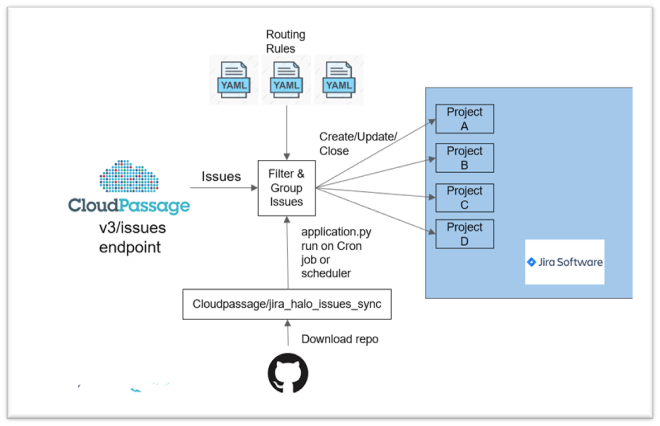 Routing
Rules
YAML
YAML
YAML
Project
A
Create/Update/
Close
Project
B
Issues
Filter &
Group
Issues
CloudPassage
v3/issues
endpoint
Project
C
Project
D
application.py
run on Cron
job or
scheduler
Jira Software
Cloudpassage/jira_halo_issues_sync
Download repo